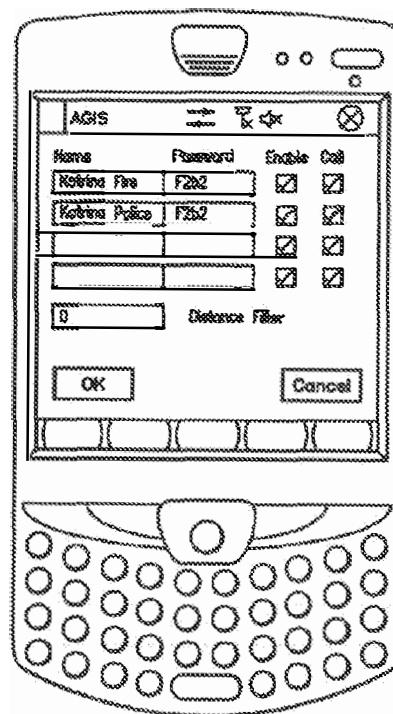 AGIS
Name Password Enable Call
Katrina Fire F2b2
Katrina Police F2b2
0 Distance Filter
OK Cancel